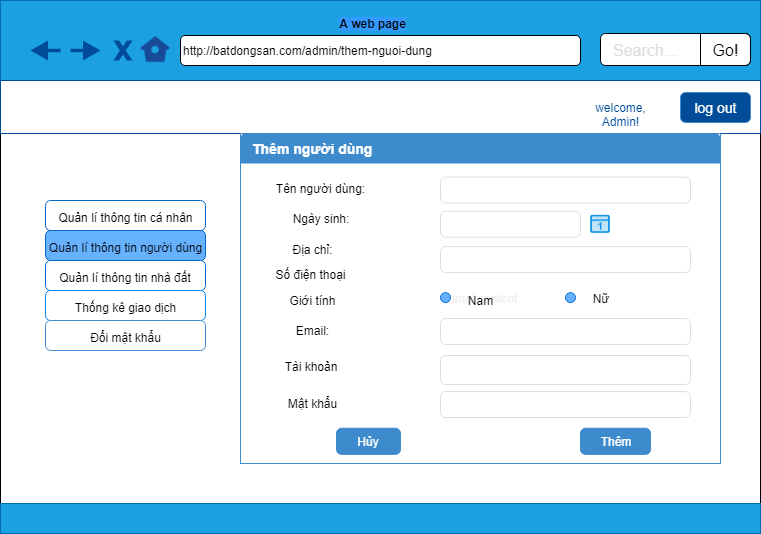 A web page
http://batdongsan.com/admin/them-nguoi-dung
Search...
Go!
welcome,
Admin!
log out
Thêm người dùng
Tên người dùng:
Ngày sinh:
1
Địa chỉ:
Số điện thoại
Giới tính
Nam
Nữ
Email:
Tài khoản
Mật khẩu
Hủy
Thêm
Quản lí thông tin cá nhân
Quản lí thông tin người dùng
Quản lí thông tin nhà đất
Thống kê giao dịch
Đổi mật khẩu